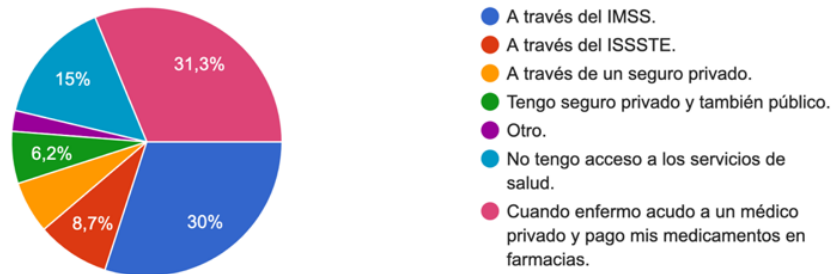 31,3%
15%
6,2%
8,7%
30%
A través del IMSS.
A través del ISSSTE.
A través de un seguro privado.
Tengo seguro privado y también público.
Otro.
No tengo acceso a los servicios de
salud.
Cuando enfermo acudo a un médico
privado y pago mis medicamentos en
farmacias.